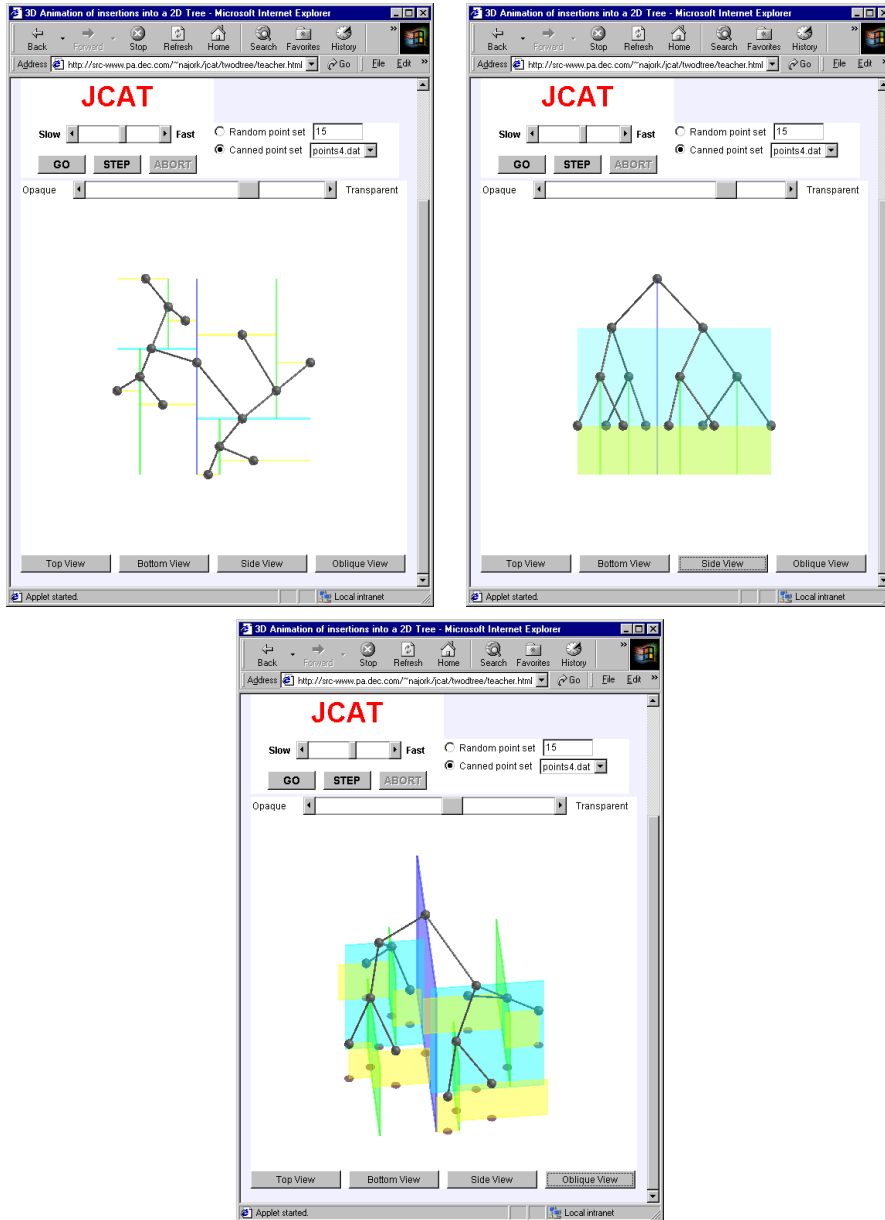 3D Animation of insertions into a 2D Tree - Microsoft Internet Explorer
Back Forward Stop Refresh Home Search Favorites History »
Address http://src-www.pa.dec.com/~najork/jcat/twodtree/teacher.html Go File Edit »
JCAT
Slow Fast Random point set 15
Canned point set points4.dat
GO STEP ABORT
Opaque Transparent
Top View Bottom View Side View Oblique View
Applet started. Local intranet
3D Animation of insertions into a 2D Tree - Microsoft Internet Explorer
Back Forward Stop Refresh Home Search Favorites History »
Address http://src-www.pa.dec.com/~najork/jcat/twodtree/teacher.html Go File Edit »
JCAT
Slow Fast Random point set 15
Canned point set points4.dat
GO STEP ABORT
Opaque Transparent
Top View Bottom View Side View Oblique View
Applet started. Local intranet
3D Animation of insertions into a 2D Tree - Microsoft Internet Explorer
Back Forward Stop Refresh Home Search Favorites History »
Address http://src-www.pa.dec.com/~najork/jcat/twodtree/teacher.html Go File Edit »
JCAT
Slow Fast Random point set 15
Canned point set points4.dat
GO STEP ABORT
Opaque Transparent
Top View Bottom View Side View Oblique View
Applet started. Local intranet